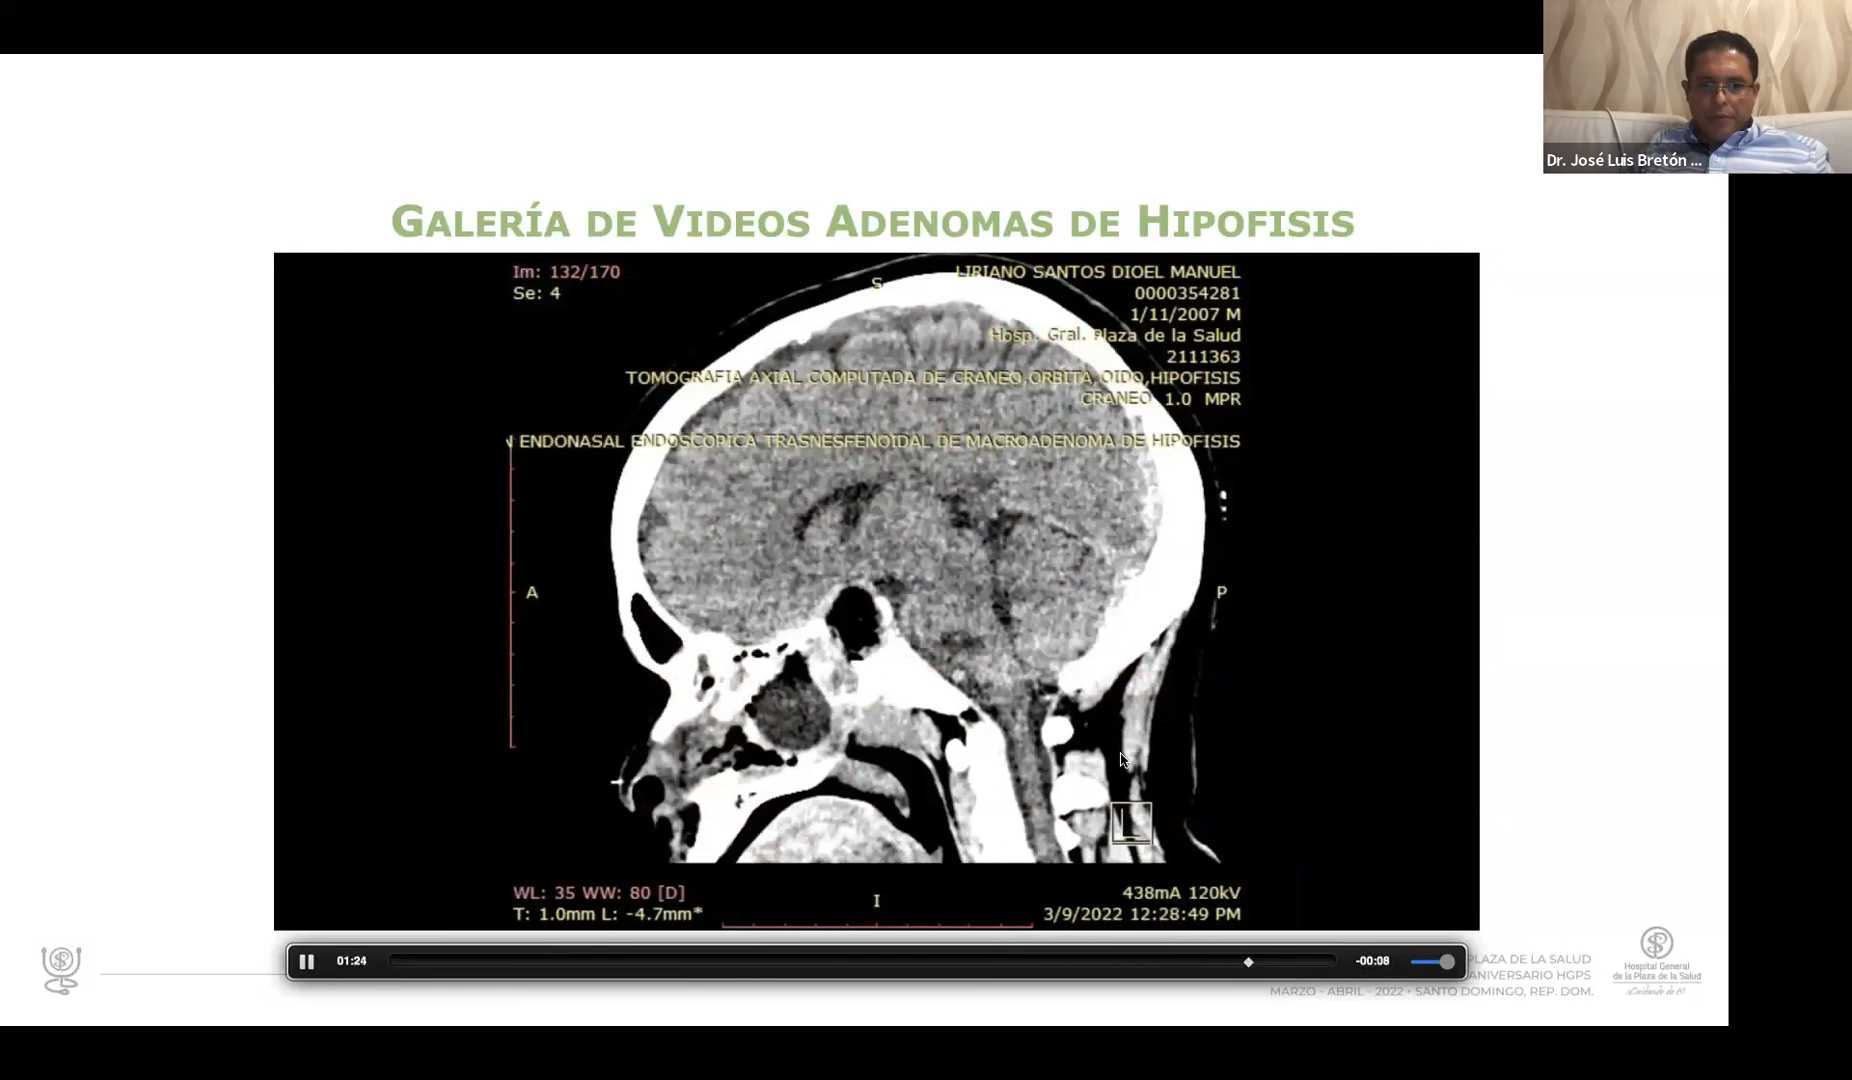 Dr. José Luis Bretón ...
GALERÍA DE VIDEOS ADENOMAS DE HIPOFISIS
Im: 132/170
Se: 4
S
LIRIANO SANTOS DIOEL MANUEL
0000354281
1/11/2007 M
Hosp. Gral. Plaza de la Salud
2111363
TOMOGRAFIA AXIAL COMPUTADA DE CRANEO,ORBITA,OIDO,HIPOFISIS
CRANEO 1.0 MPR
N ENDONASAL ENDOSCOPICA TRASNESFENOIDAL DE MACROADENOMA DE HIPOFISIS
A
P
L
WL: 35 WW: 80 [D]
T: 1.0mm L: -4.7mm*
I
438mA 120kV
3/9/2022 12:28:49 PM
01:24
-00:08
PLAZA DE LA SALUD
ANIVERSARIO HGPS
MARZO - ABRIL - 2022 • SANTO DOMINGO, REP. DOM.
Hospital General
de la Plaza de la Salud
¡Cuidando de ti!